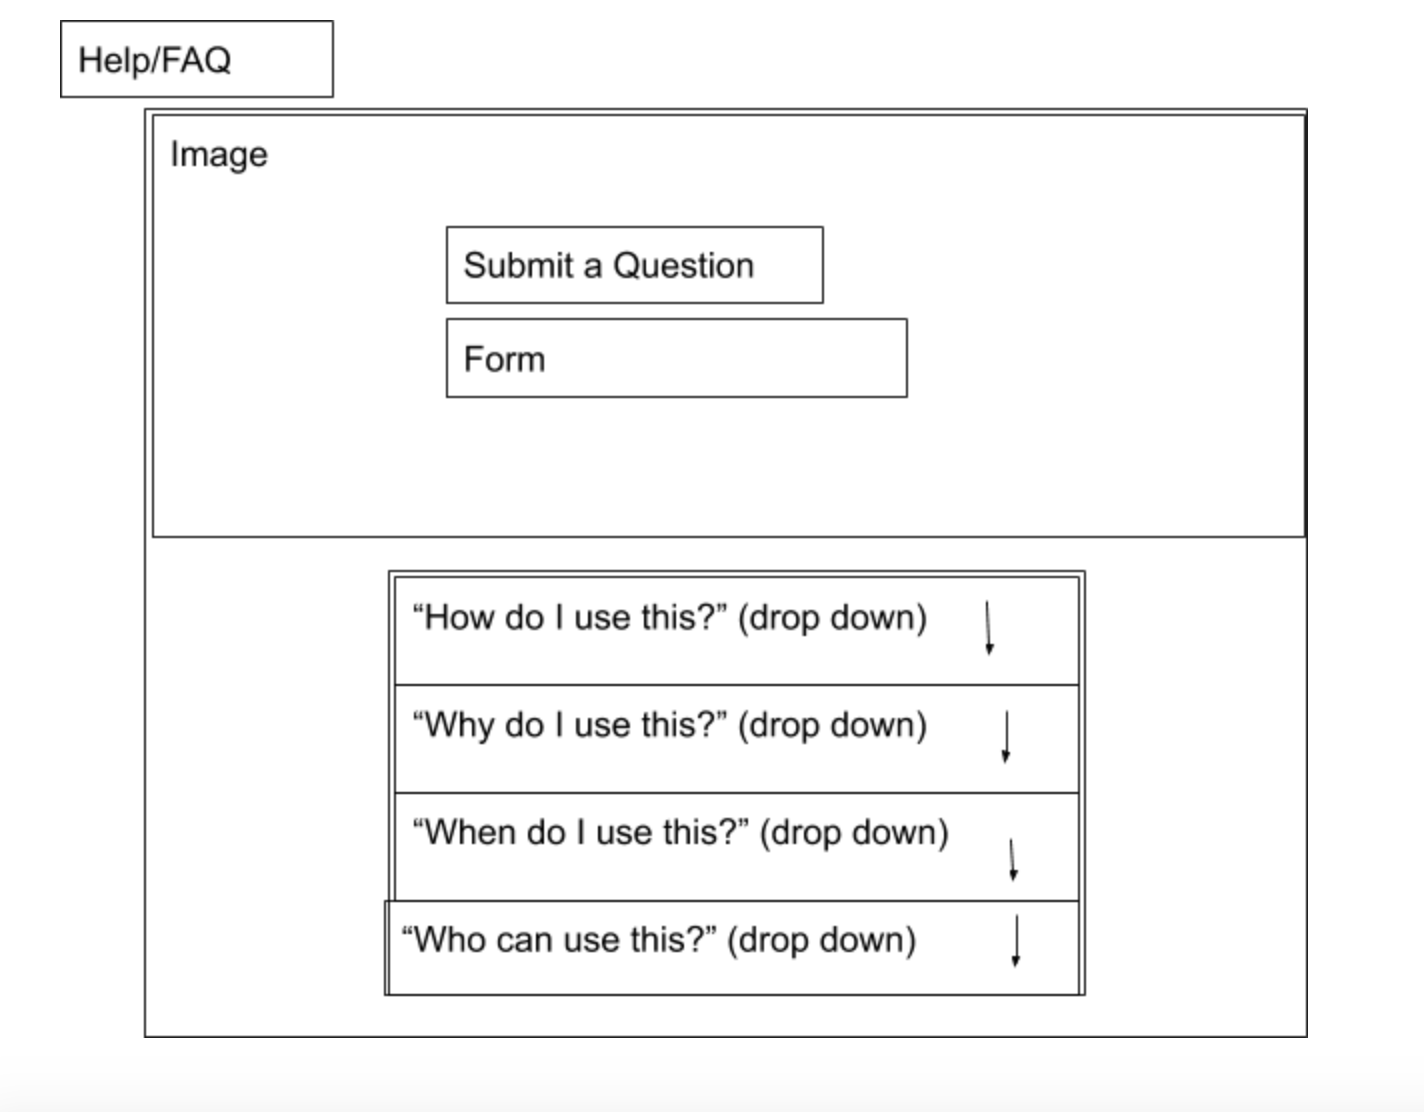 Help/FAQ
Image
Submit a Question
Form
“How do I use this?” (drop down)
“Why do I use this?” (drop down)
“When do I use this?” (drop down)
“Who can use this?” (drop down)